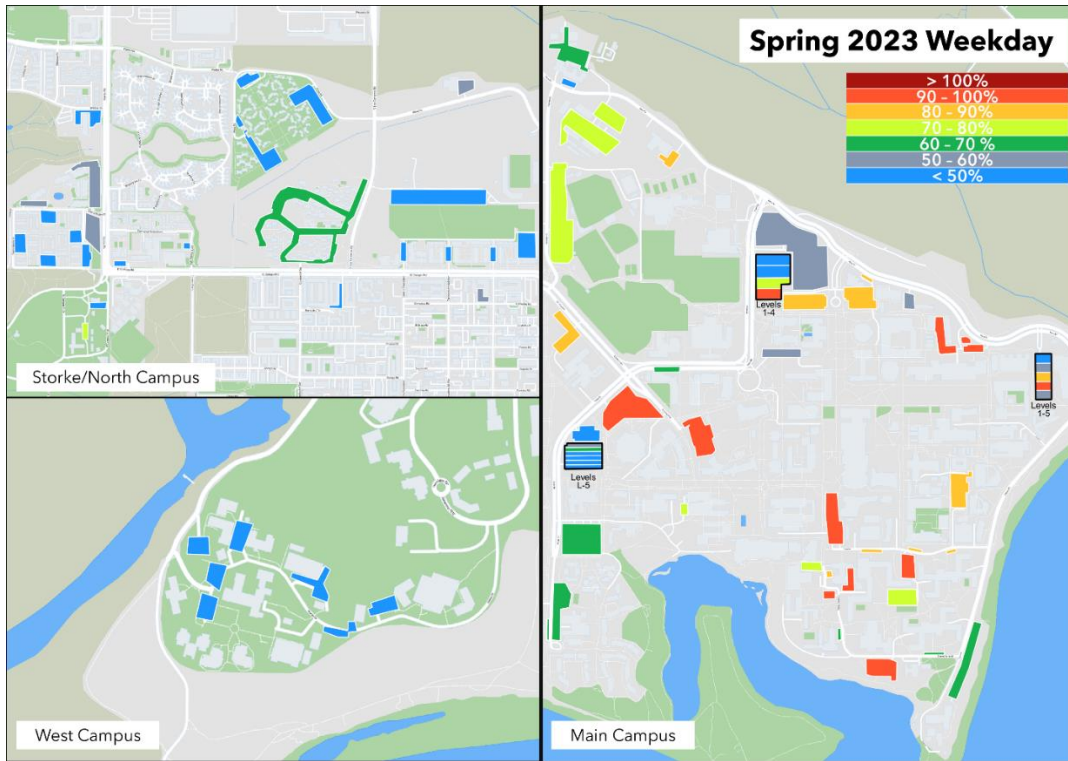 Spring 2023 Weekday
> 100%
90 - 100%
80 - 90%
70 - 80%
60 - 70 %
50 - 60%
< 50%
Levels
1-4
Levels
1-5
Levels
L-5
Storke/North Campus
West Campus
Main Campus